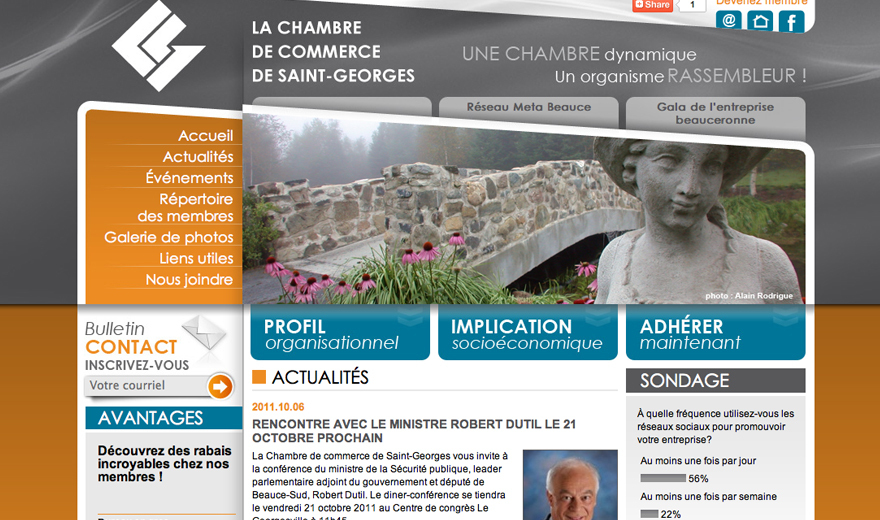 Share
1
Devenez membre
LA CHAMBRE
DE COMMERCE
DE SAINT-GEORGES
UNE CHAMBRE dynamique
Un organisme RASSEMBLEUR !
Réseau Meta Beauce
Gala de l'entreprise
beauceronne
Accueil
Actualités
Événements
Répertoire
des membres
Galerie de photos
Liens utiles
Nous joindre
photo : Alain Rodrigue
Bulletin
CONTACT
INSCRIVEZ-VOUS
Votre courriel
AVANTAGES
Découvrez des rabais
incroyables chez nos
membres !
PROFIL
organisationnel
IMPLICATION
socioéconomique
ADHÉRER
maintenant
ACTUALITÉS
2011.10.06
RENCONTRE AVEC LE MINISTRE ROBERT DUTIL LE 21
OCTOBRE PROCHAIN
La Chambre de commerce de Saint-Georges vous invite à
la conférence du ministre de la Sécurité publique, leader
parlementaire adjoint du gouvernement et député de
Beauce-Sud, Robert Dutil. Le diner-conférence se tiendra
le vendredi 21 octobre 2011 au Centre de congrès Le
Georgesville à 11h45
SONDAGE
À quelle fréquence utilisez-vous les
réseaux sociaux pour promouvoir
votre entreprise?
Au moins une fois par jour
56%
Au moins une fois par semaine
22%